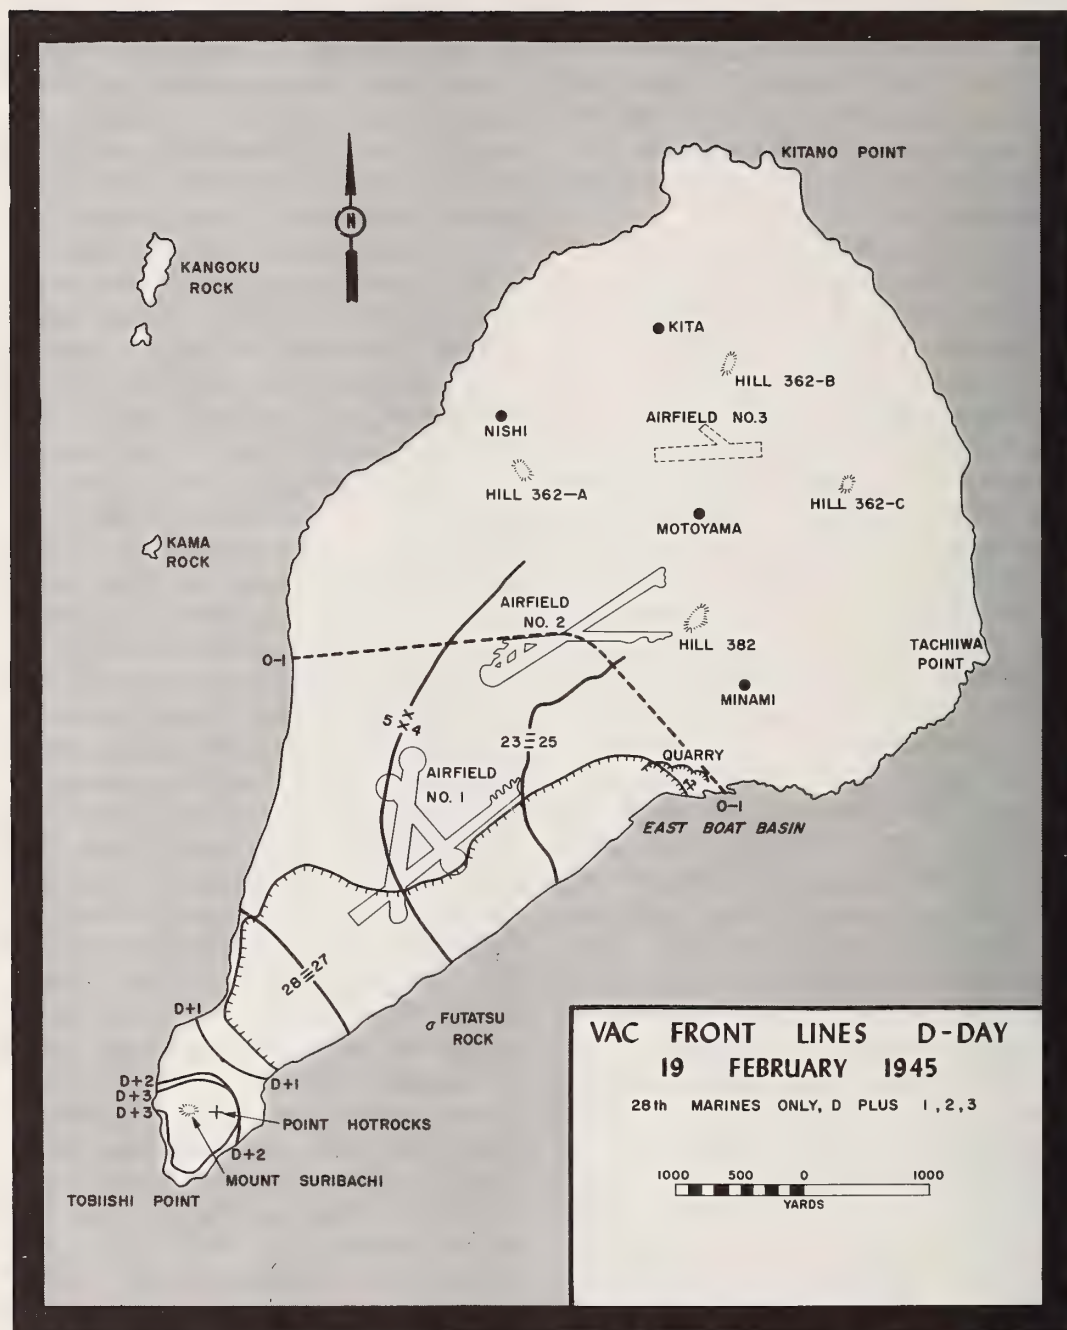 KITANO POINT
N
KANGOKU
ROCK
KITA
HILL 362-B
AIRFIELD NO.3
NISHI
HILL 362-A
HILL 362-C
MOTOYAMA
KAMA
ROCK
AIRFIELD
NO. 2
HILL 382
TACHIIWA
POINT
O-1
MINAMI
5 XX 4
23 25
QUARRY
AIRFIELD
NO. 1
O-1
EAST BOAT BASIN
28 27
D+1
FUTATSU
ROCK
D+1
D+2
D+3
D+3
POINT HOTROCKS
D+2
MOUNT SURIBACHI
TOBIISHI POINT
VAC FRONT LINES D-DAY
19 FEBRUARY 1945
28th MARINES ONLY, D PLUS 1,2,3
1000 500 0 1000
YARDS